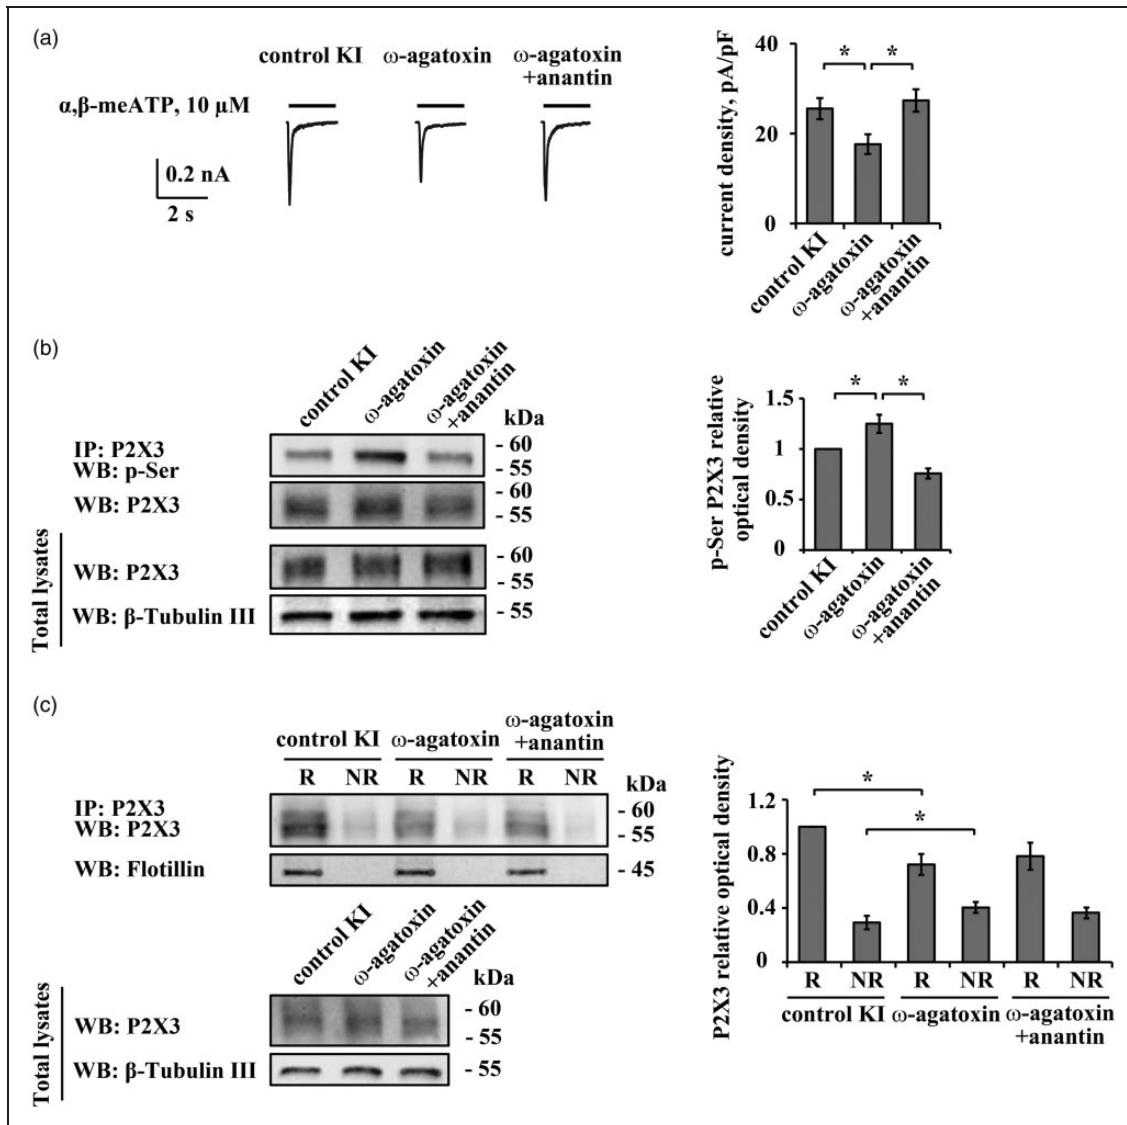 (a)
control KI
ω-agatoxin
ω-agatoxin
+anantin
α,β-meATP, 10 μM
0.2 nA
2 s
current density, pA/pF
40
20
0
*
*
control KI
ω-agatoxin
ω-agatoxin
+anantin
(b)
control KI
ω-agatoxin
ω-agatoxin
+anantin
kDa
IP: P2X3
WB: p-Ser
- 60
- 55
WB: P2X3
- 60
- 55
Total lysates
WB: P2X3
- 60
- 55
WB: β-Tubulin III
- 55
p-Ser P2X3 relative
optical density
1.5
1
0.5
0
*
*
control KI
ω-agatoxin
ω-agatoxin
+anantin
(c)
control KI
ω-agatoxin
ω-agatoxin
+anantin
R NR R NR R NR
kDa
IP: P2X3
WB: P2X3
- 60
- 55
WB: Flotillin
- 45
control KI
ω-agatoxin
ω-agatoxin
+anantin
kDa
Total lysates
WB: P2X3
- 60
- 55
WB: β-Tubulin III
- 55
P2X3 relative optical density
1.2
0.8
0.4
0
*
*
R NR R NR R NR
control KI
ω-agatoxin
ω-agatoxin
+anantin